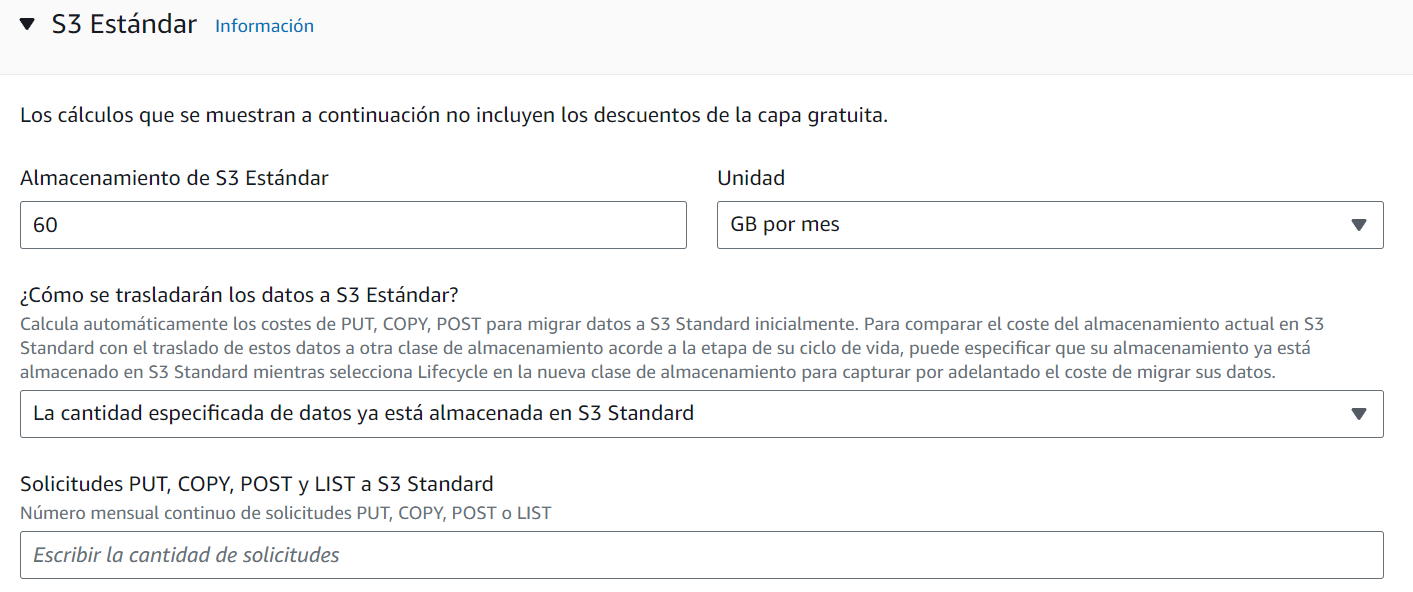 S3 Estándar Información
Los cálculos que se muestran a continuación no incluyen los descuentos de la capa gratuita.
Almacenamiento de S3 Estándar
Unidad
60
GB por mes
¿Cómo se trasladarán los datos a S3 Estándar?
Calcula automáticamente los costes de PUT, COPY, POST para migrar datos a S3 Standard inicialmente. Para comparar el coste del almacenamiento actual en S3
Standard con el traslado de estos datos a otra clase de almacenamiento acorde a la etapa de su ciclo de vida, puede especificar que su almacenamiento ya está
almacenado en S3 Standard mientras selecciona Lifecycle en la nueva clase de almacenamiento para capturar por adelantado el coste de migrar sus datos.
La cantidad especificada de datos ya está almacenada en S3 Standard
Solicitudes PUT, COPY, POST y LIST a S3 Standard
Número mensual continuo de solicitudes PUT, COPY, POST o LIST
Escribir la cantidad de solicitudes